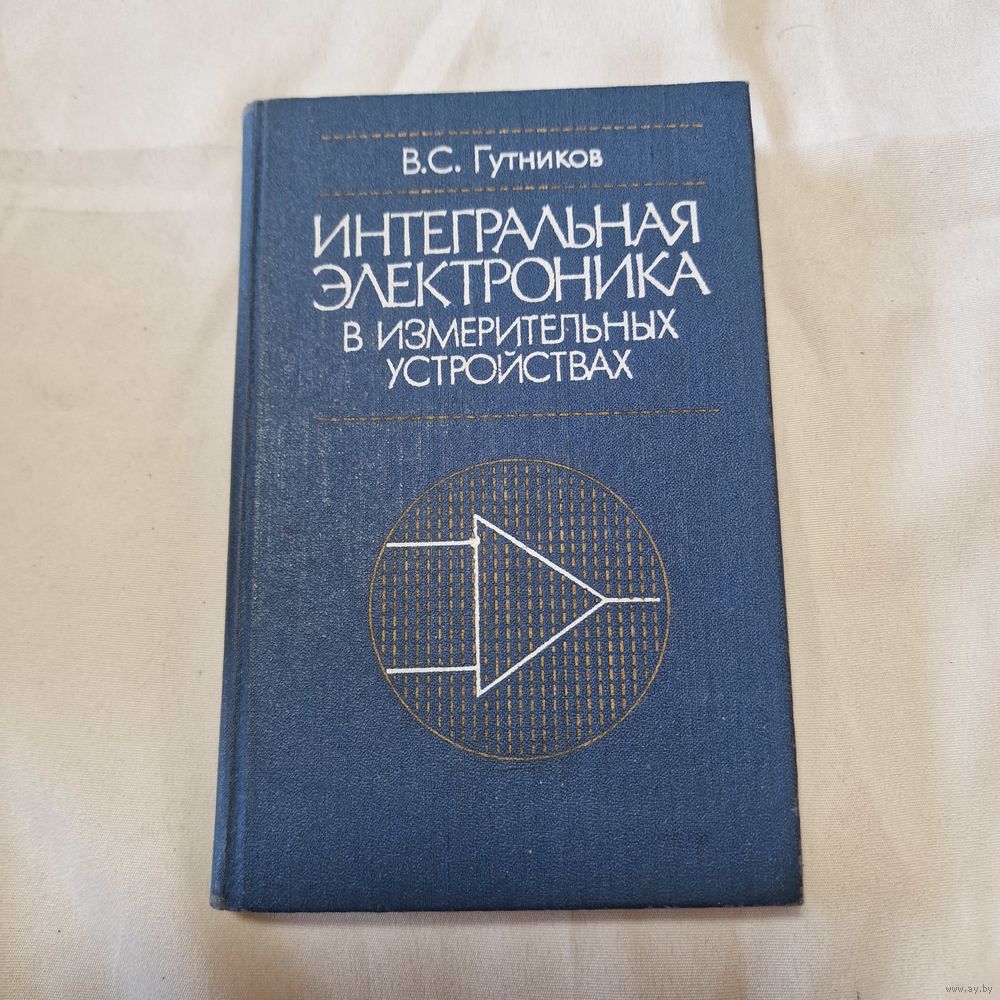 В.С. Гутников
ИНТЕГРАЛЬНАЯ
ЭЛЕКТРОНИКА
В ИЗМЕРИТЕЛЬНЫХ
УСТРОЙСТВАХ
www.ay.by